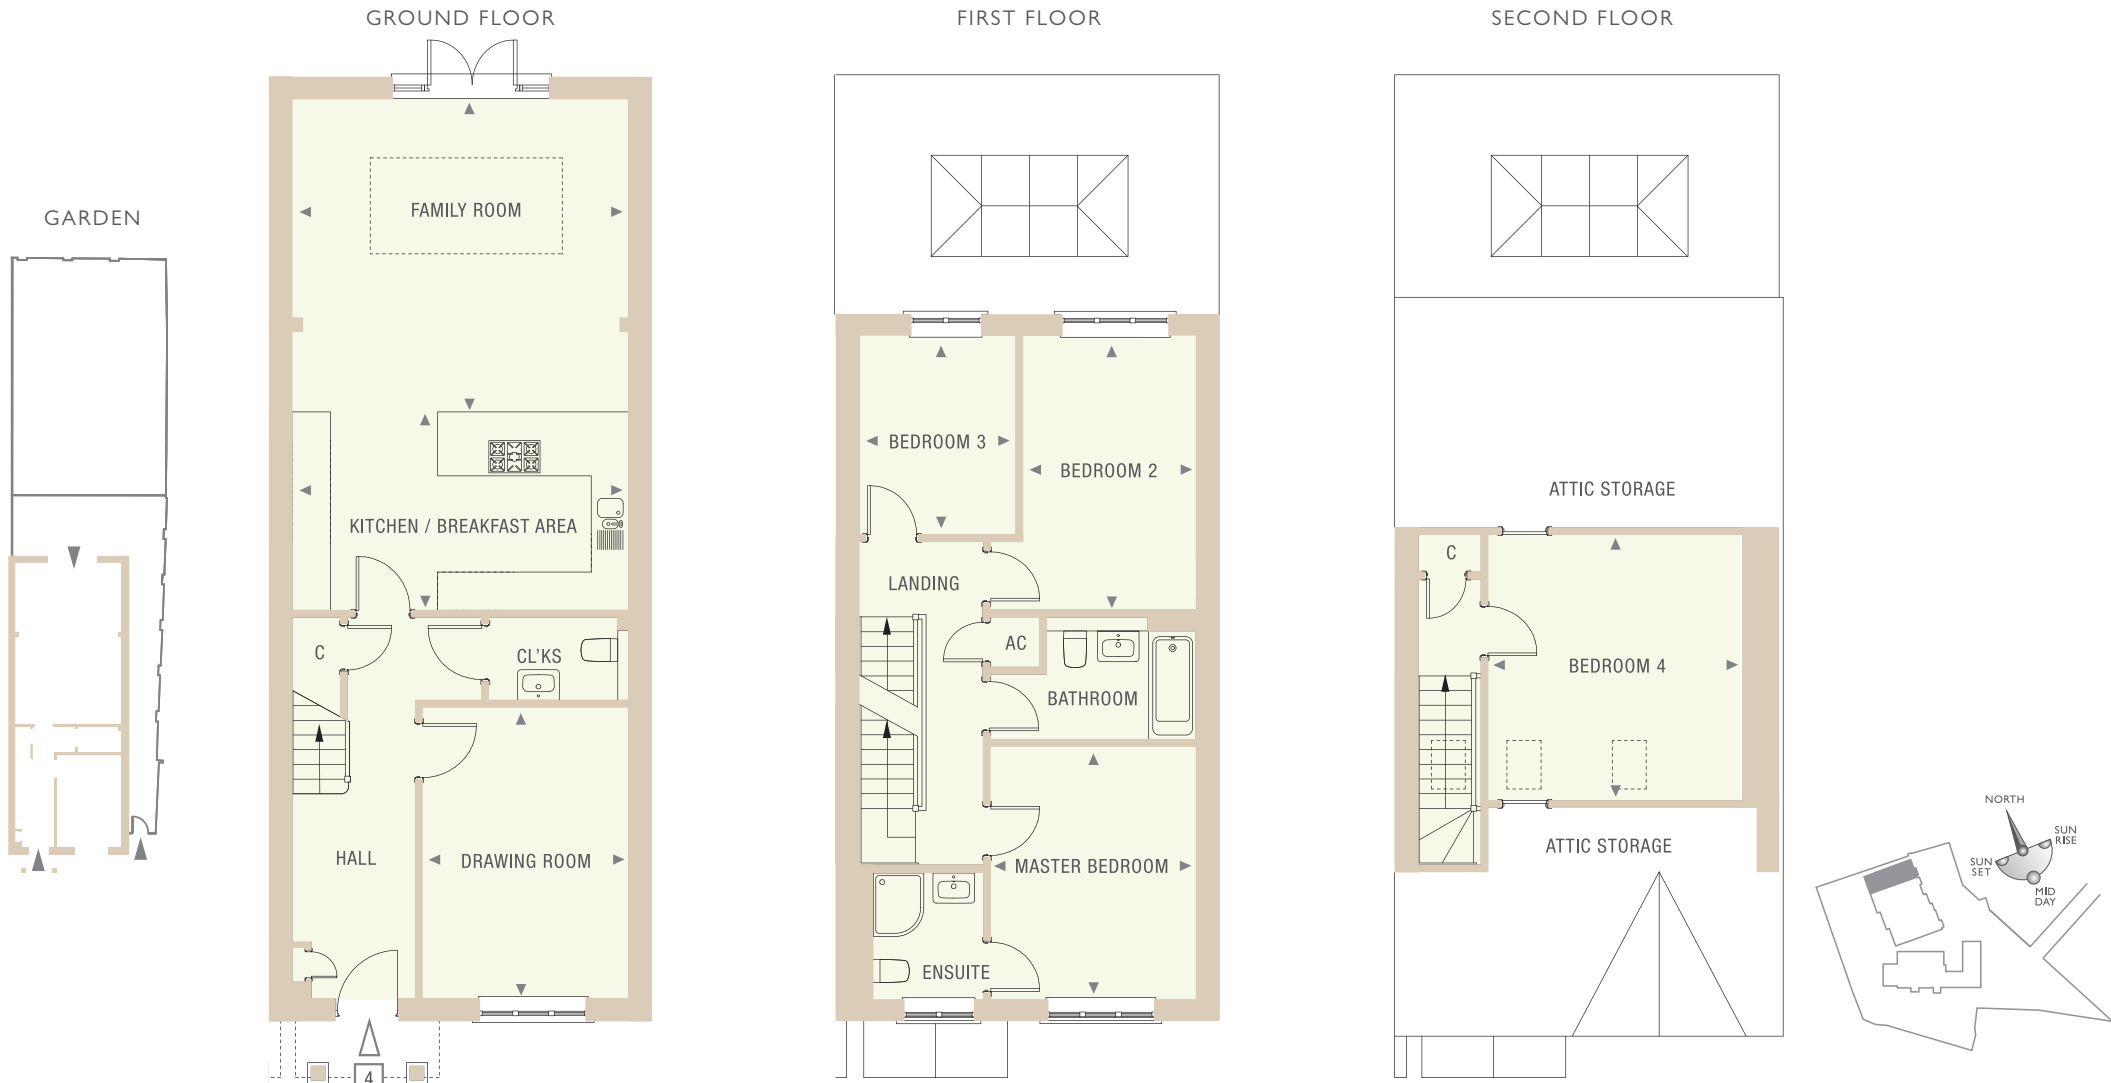 GROUND FLOOR
FIRST FLOOR
SECOND FLOOR
GARDEN
FAMILY ROOM
KITCHEN / BREAKFAST AREA
C
CL'KS
HALL
DRAWING ROOM
4
BEDROOM 3
BEDROOM 2
LANDING
AC
BATHROOM
MASTER BEDROOM
ENSUITE
ATTIC STORAGE
C
BEDROOM 4
ATTIC STORAGE
NORTH
SUN
RISE
SUN
SET
MID
DAY